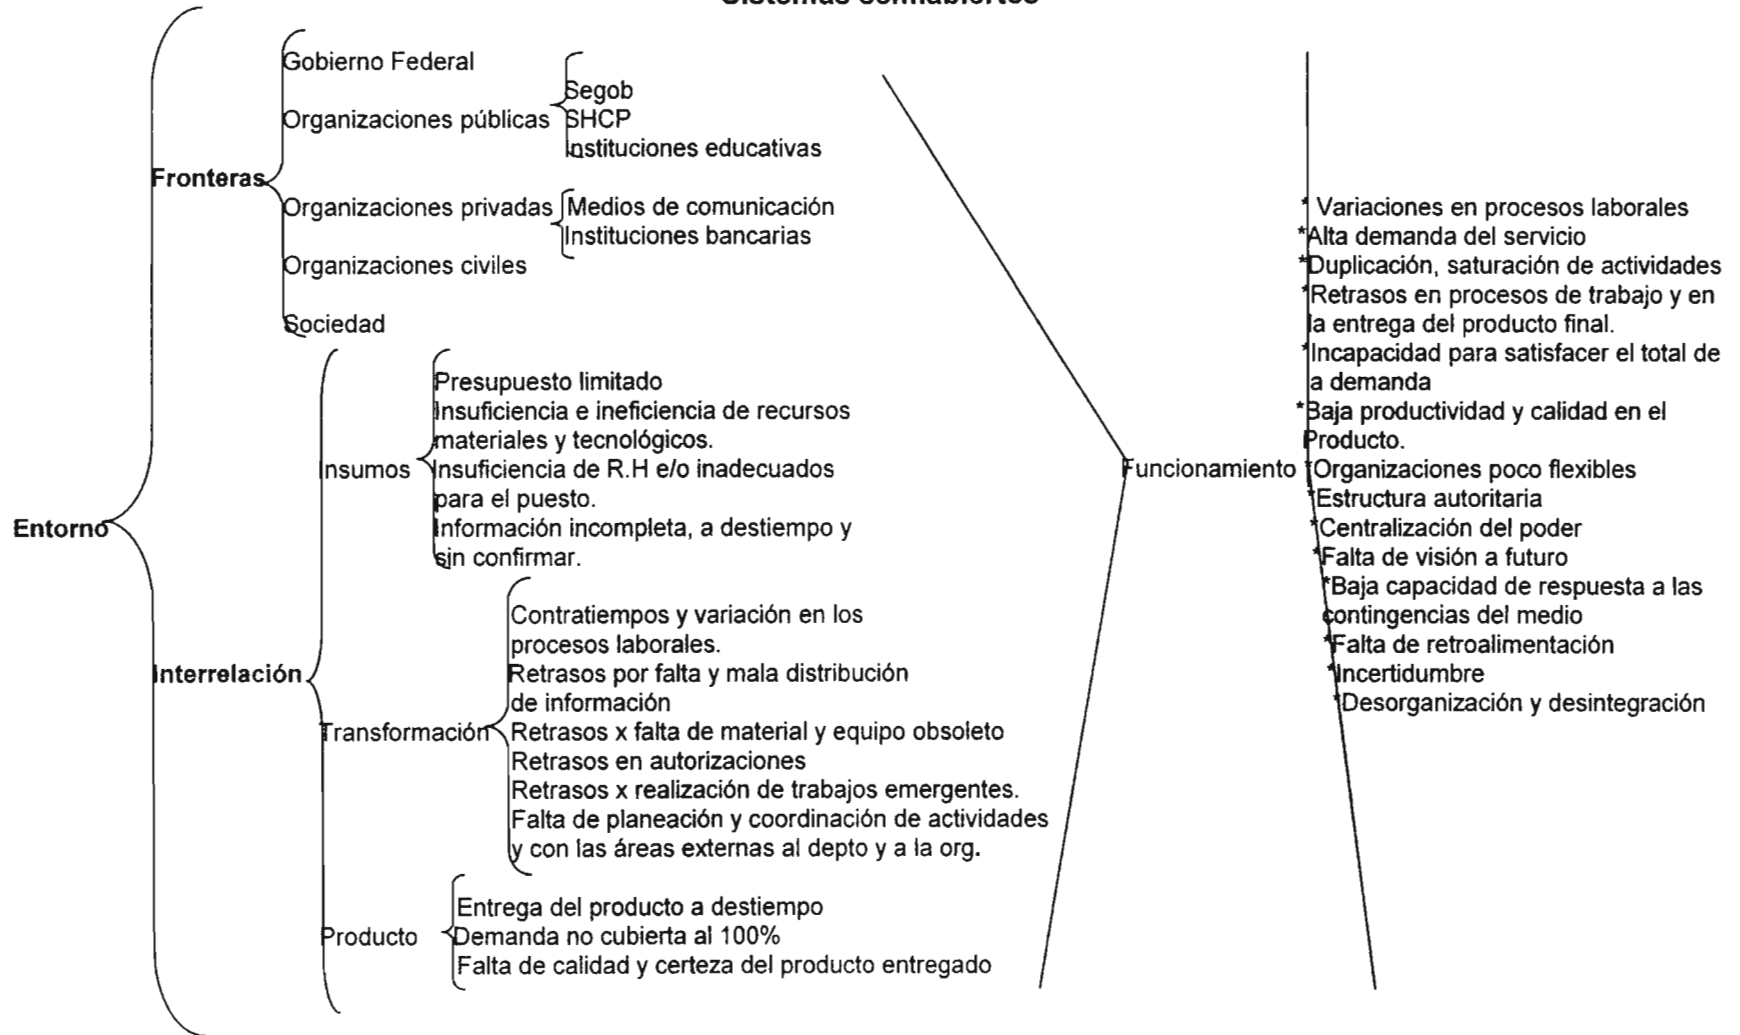 Sistemas semiabiertos
Gobierno Federal
Segob
Organizaciones públicas
SHCP
Instituciones educativas
Fronteras
Organizaciones privadas
Medios de comunicación
Instituciones bancarias
Organizaciones civiles
Sociedad
Entorno
Presupuesto limitado
Insuficiencia e ineficiencia de recursos
materiales y tecnológicos.
Insumos
Insuficiencia de R.H e/o inadecuados
para el puesto.
Información incompleta, a destiempo y
sin confirmar.
Interrelación
Contratiempos y variación en los
procesos laborales.
Retrasos por falta y mala distribución
de información
Transformación
Retrasos x falta de material y equipo obsoleto
Retrasos en autorizaciones
Retrasos x realización de trabajos emergentes.
Falta de planeación y coordinación de actividades
y con las áreas externas al depto y a la org.
Entrega del producto a destiempo
Producto
Demanda no cubierta al 100%
Falta de calidad y certeza del producto entregado
Funcionamiento
* Variaciones en procesos laborales
*Alta demanda del servicio
*Duplicación, saturación de actividades
*Retrasos en procesos de trabajo y en
la entrega del producto final.
*Incapacidad para satisfacer el total de
a demanda
*Baja productividad y calidad en el
Producto.
*Organizaciones poco flexibles
*Estructura autoritaria
*Centralización del poder
*Falta de visión a futuro
*Baja capacidad de respuesta a las
contingencias del medio
*Falta de retroalimentación
*Incertidumbre
*Desorganización y desintegración